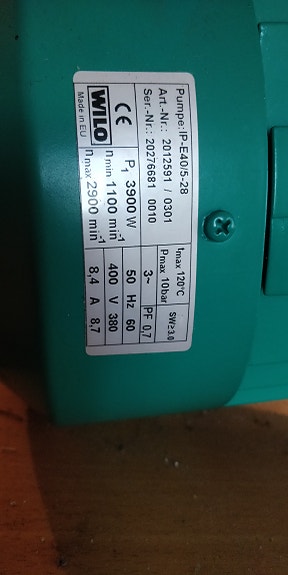 Pumpe: IP-E40/5-28
Art.-Nr.: 2012591 / 0301
Ser.-Nr.: 20276681 0010
tmax 120°C
Pmax 10bar
SW≥3.0
CE
P1 3900 W
3~
PF 0,7
50 Hz 60
WILO
nmin 1100 min-1
400 V 380
Made in EU
nmax 2900 min-1
8,4 A 8,7